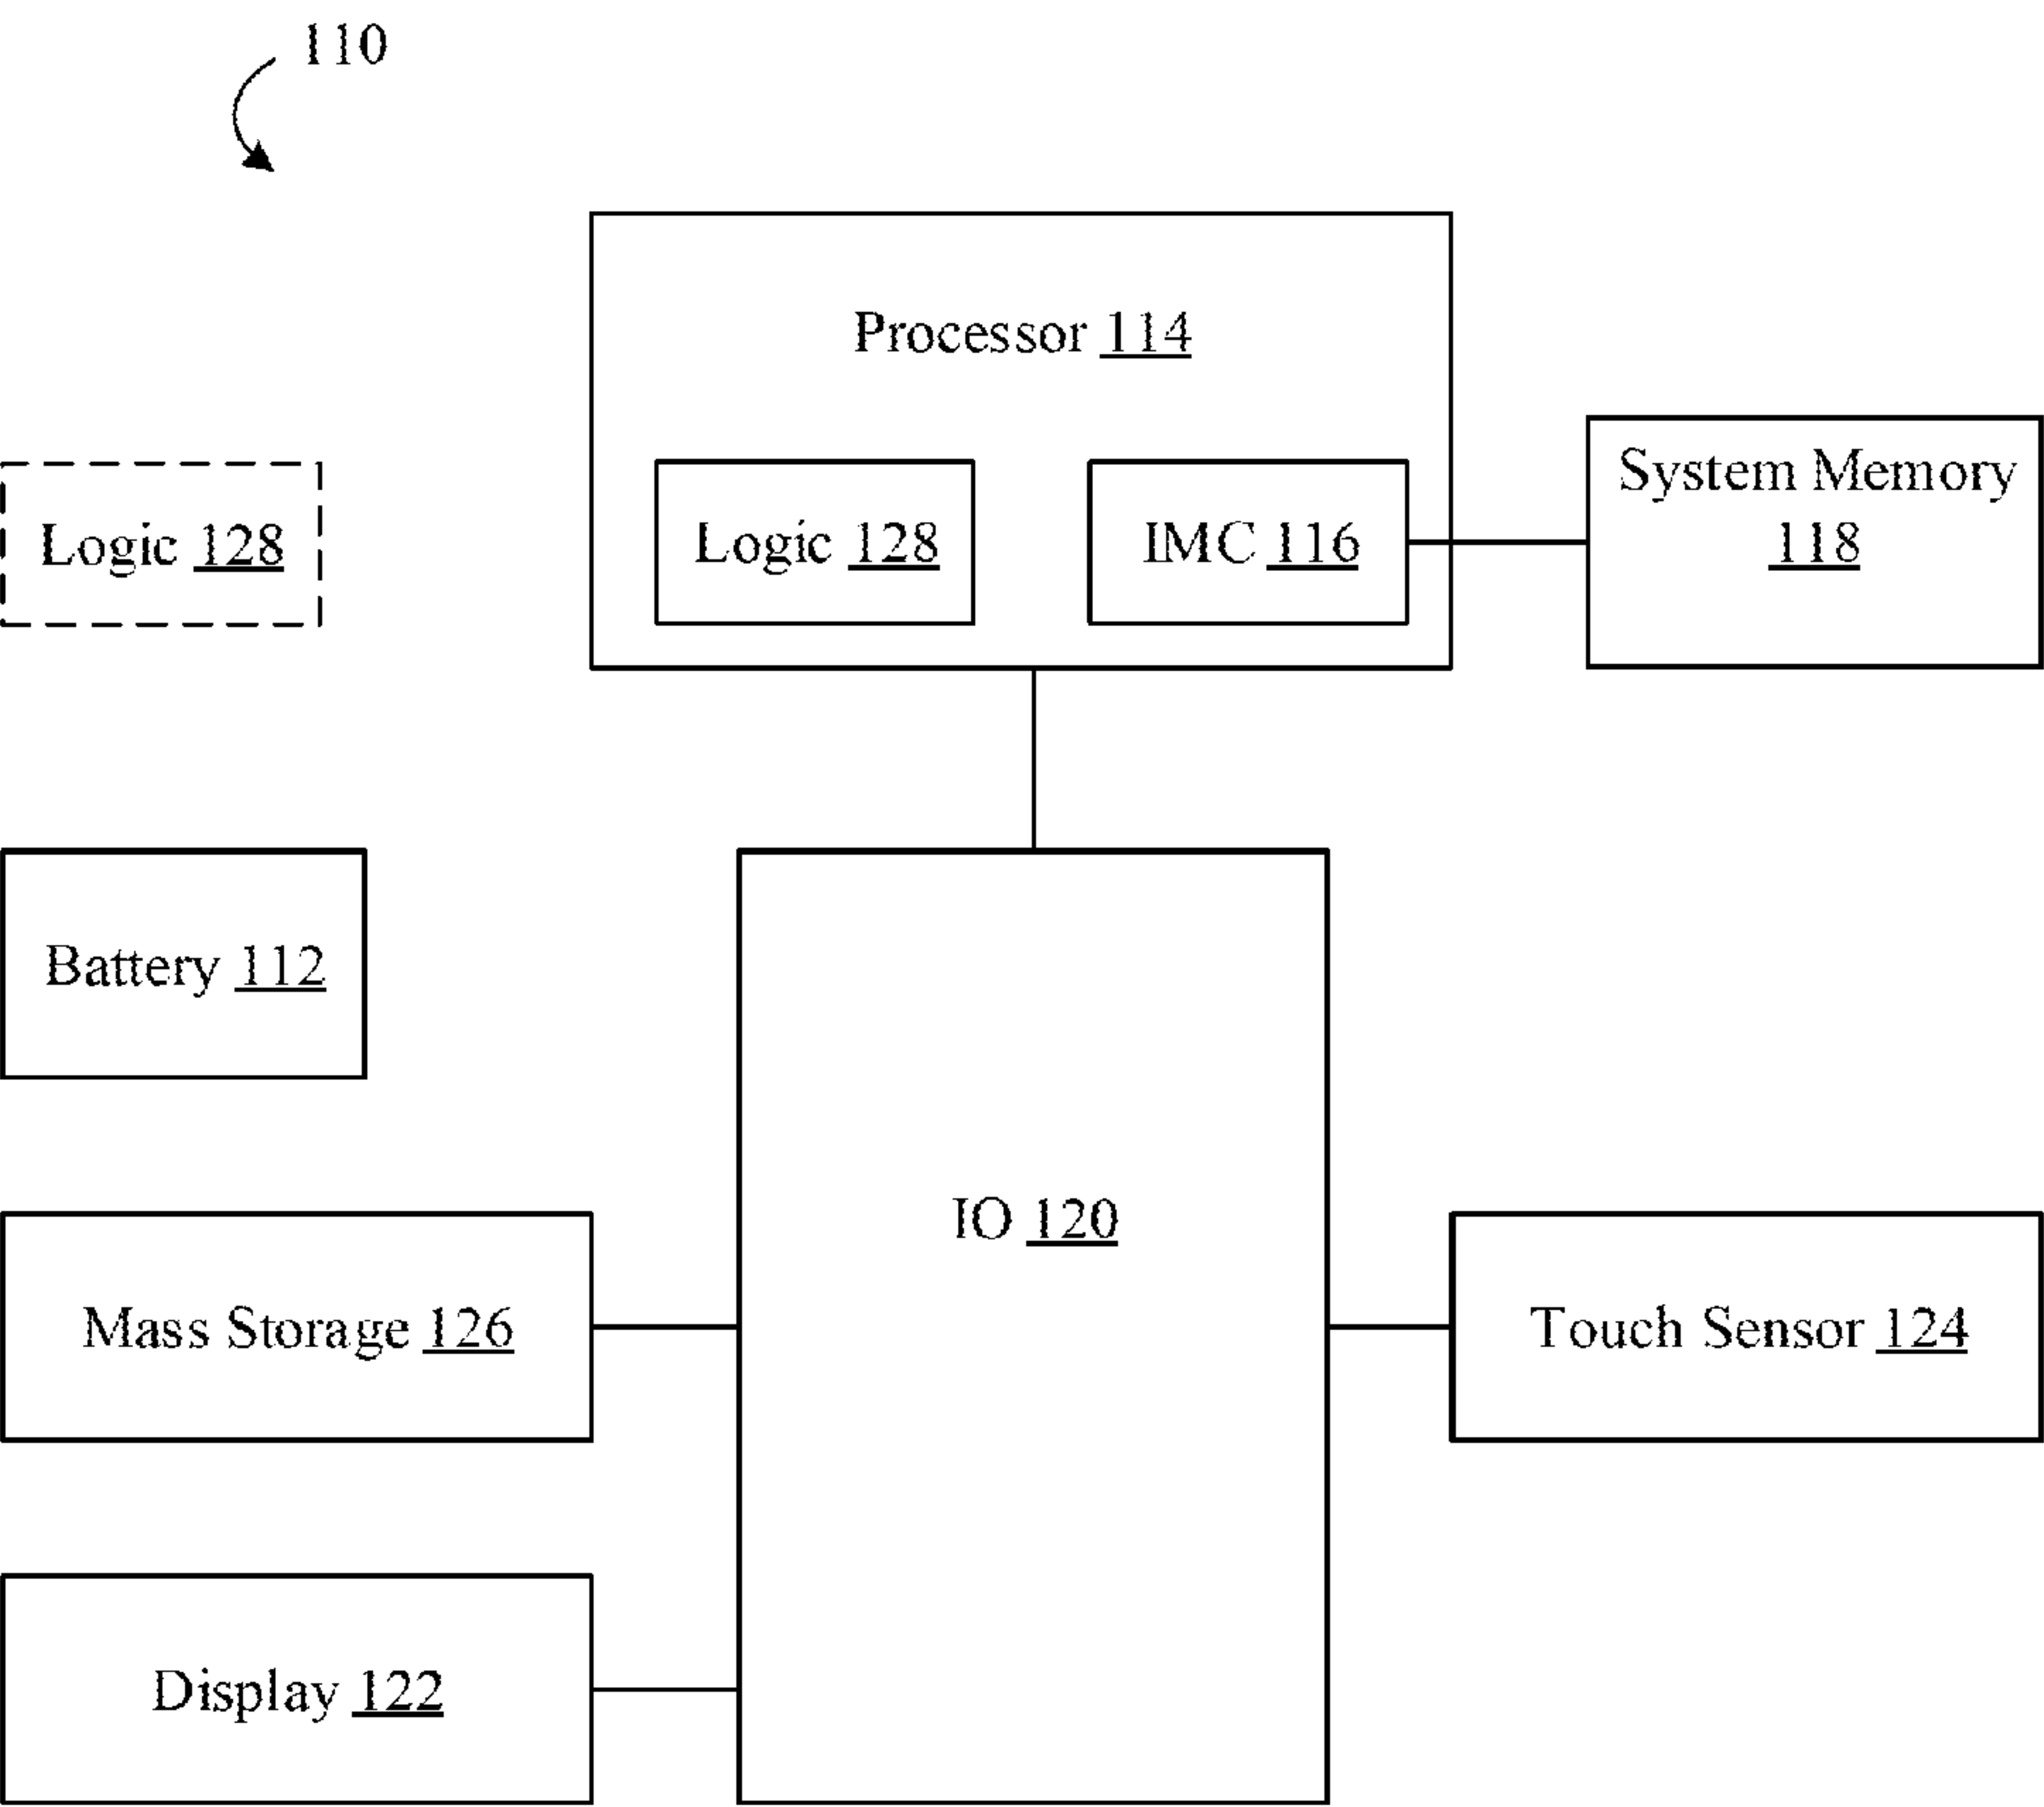 110
Processor 114
System Memory
118
Logic 128
Logic 128
IMC 116
Battery 112
IO 120
Mass Storage 126
Touch Sensor 124
Display 122